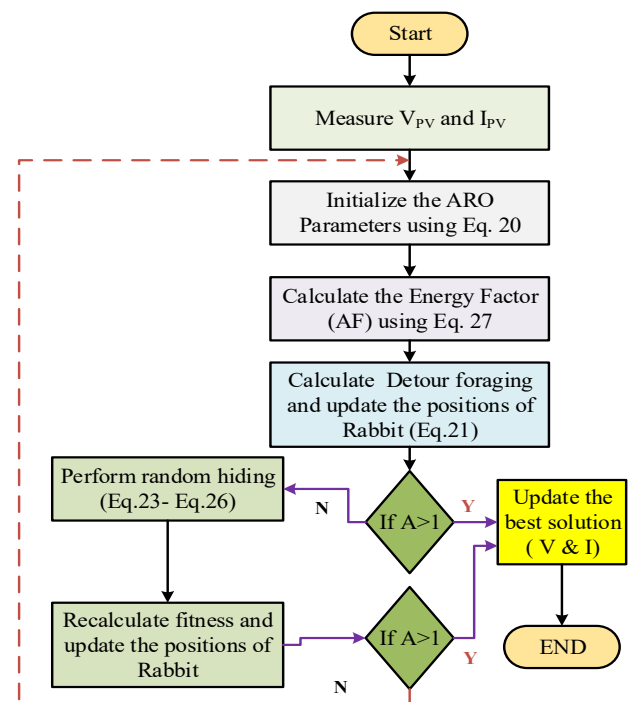 Start
Measure V_PV and I_PV
Initialize the ARO
Parameters using Eq. 20
Calculate the Energy Factor
(AF) using Eq. 27
Calculate Detour foraging
and update the positions of
Rabbit (Eq.21)
Perform random hiding
(Eq.23- Eq.26)
N
If A>1
Y
Update the
best solution
( V & I)
Recalculate fitness and
update the positions of
Rabbit
If A>1
Y
N
END